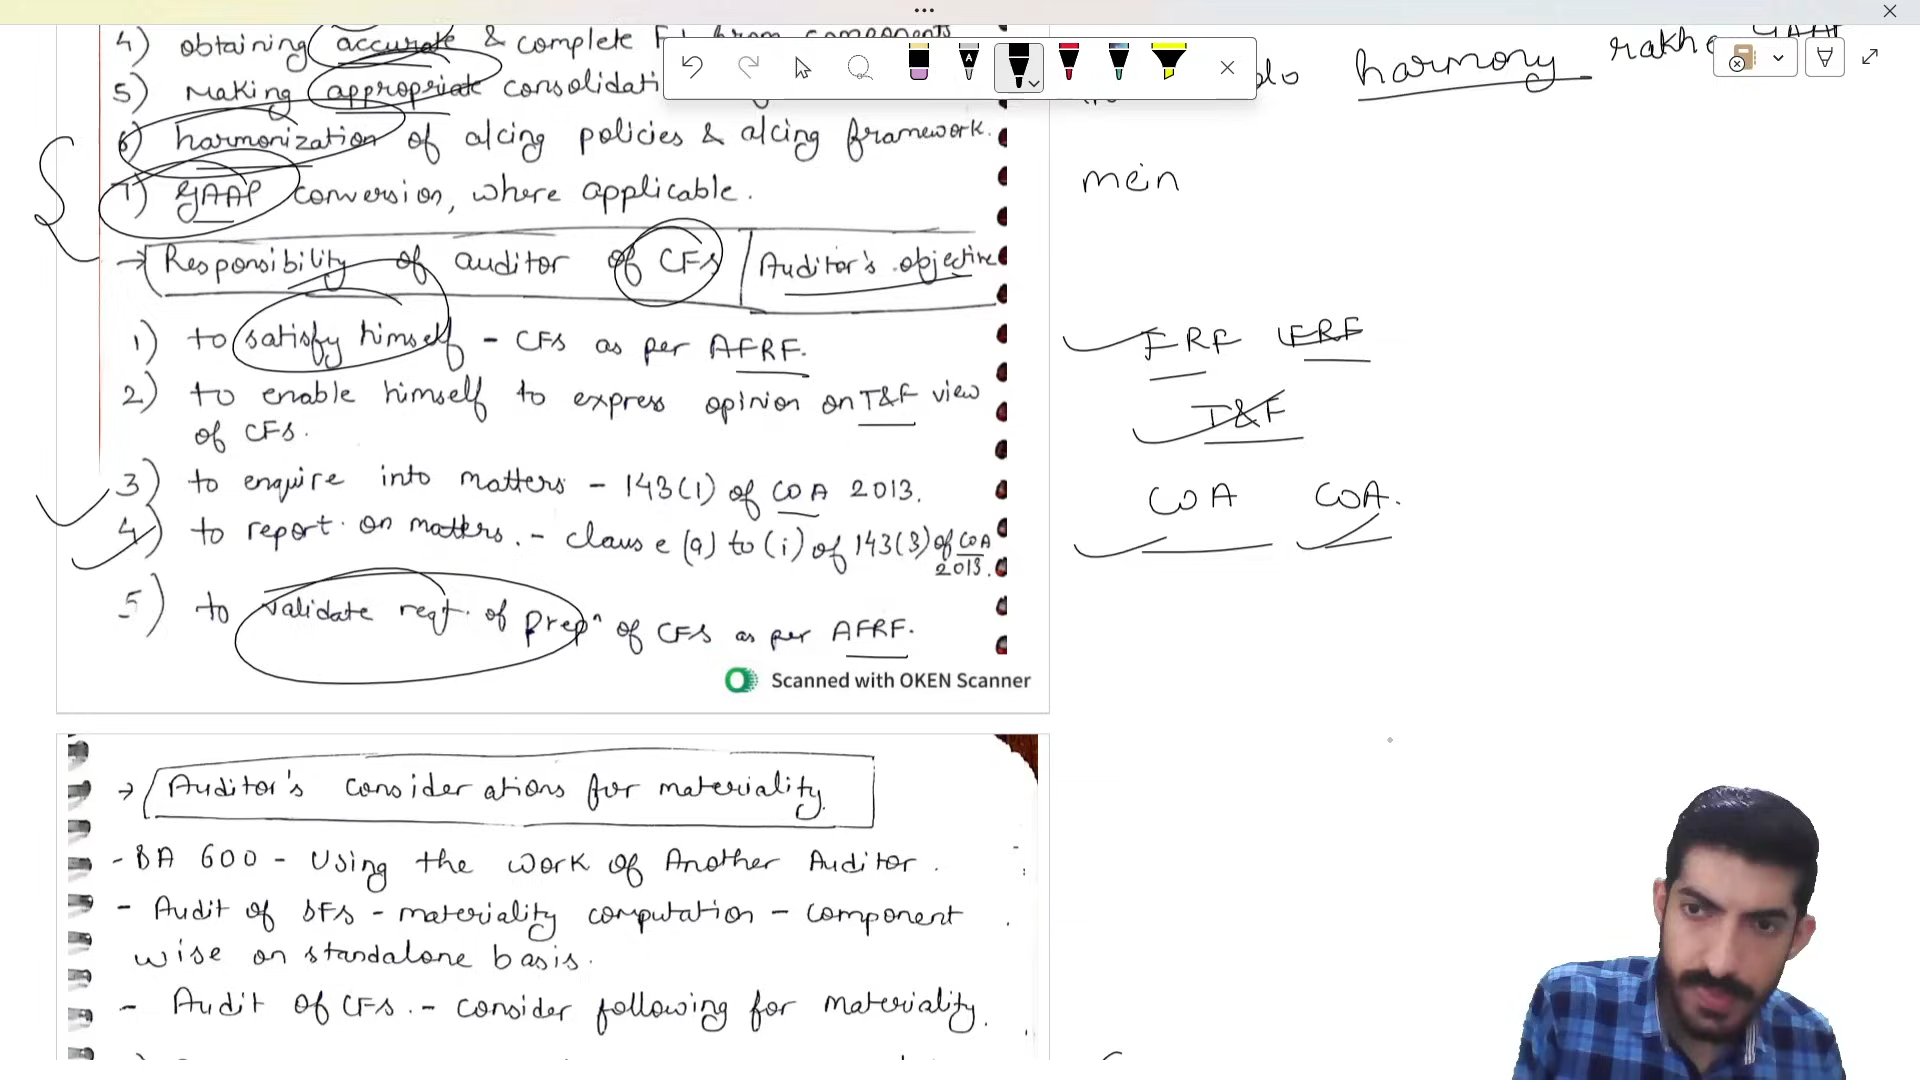 4) obtaining accurate & complete FI from components
5) Making appropriate consolidati
6) harmonization of a/cing policies & a/cing framework.
7) GAAP conversion, where applicable.
→ Responsibility of auditor of CFS | Auditor's objective
1) to satisfy himself - CFS as per AFRF.
2) to enable himself to express opinion on T&F view
of CFS.
3) to enquire into matters - 143(1) of COA 2013.
4) to report on matters. - clause (a) to (i) of 143(3) of COA
2013.
5) to validate reqt. of prepⁿ of CFS as per AFRF.
Scanned with OKEN Scanner
→ Auditor's considerations for materiality.
- SA 600 - Using the work of Another Auditor.
- Audit of SFS - materiality computation - component
wise on standalone basis.
- Audit of CFS. - consider following for materiality.
harmony rakho GAAP
mein
FRF FRF
T&F
COA COA.